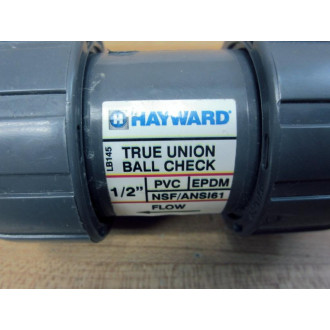 HAYWARD
LB145
TRUE UNION
BALL CHECK
1/2" PVC EPDM
NSF/ANSI61
FLOW